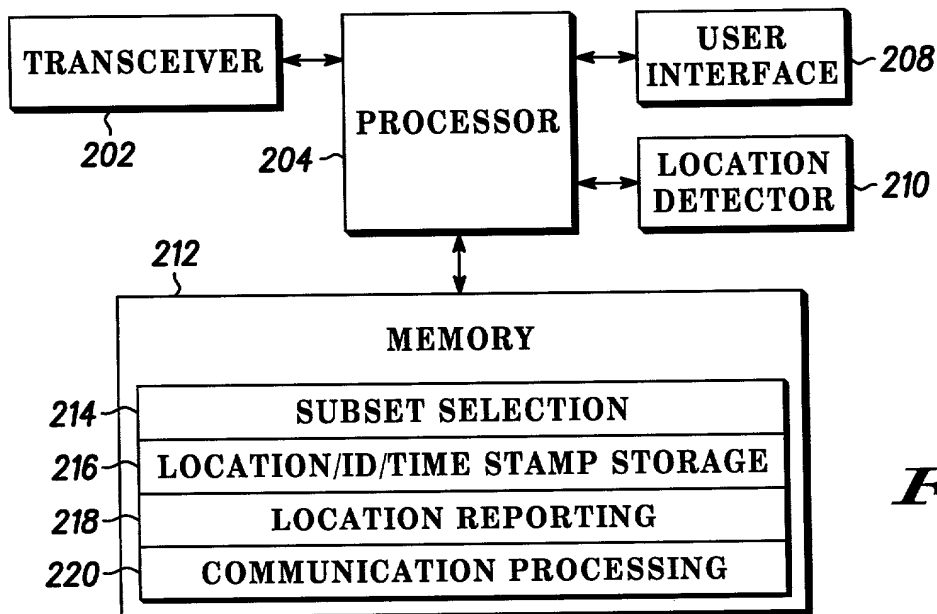 TRANSCEIVER
202
PROCESSOR
204
USER
INTERFACE
208
LOCATION
DETECTOR
210
212
MEMORY
214
SUBSET SELECTION
216
LOCATION/ID/TIME STAMP STORAGE
218
LOCATION REPORTING
220
COMMUNICATION PROCESSING
F